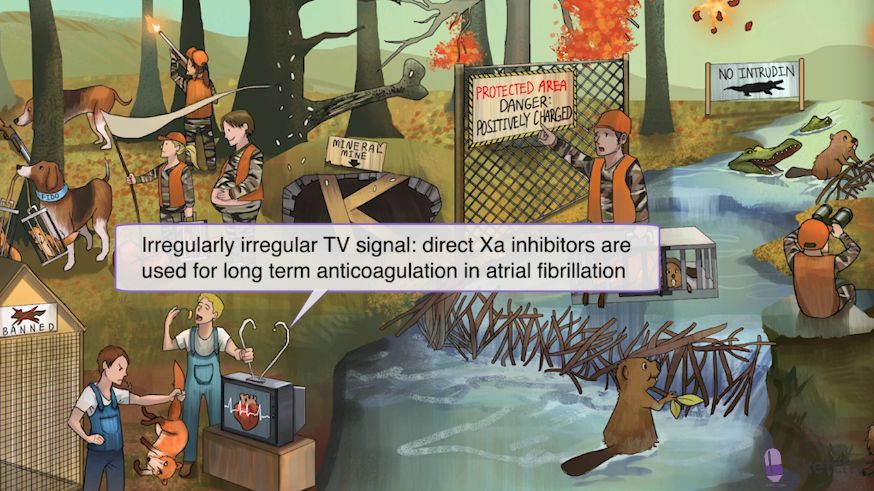 PROTECTED AREA
DANGER:
POSITIVELY CHARGED
NO INTRUDIN
MINERAL
MINE
FIDO
Irregularly irregular TV signal: direct Xa inhibitors are
used for long term anticoagulation in atrial fibrillation
BANNED